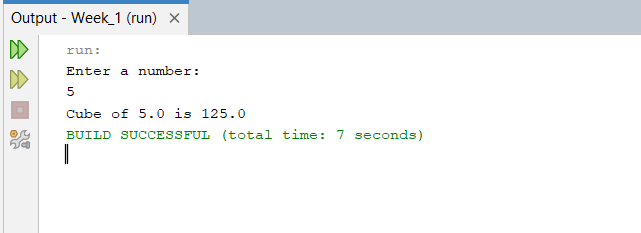 Output - Week_1 (run) ×
run:
Enter a number:
5
Cube of 5.0 is 125.0
BUILD SUCCESSFUL (total time: 7 seconds)